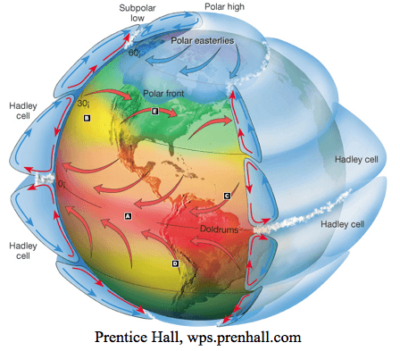 Subpolar
low
Polar high
Polar easterlies
60¡
Hadley
cell
30¡
Polar front
B
E
Hadley
cell
0¡
C
A
Doldrums
Hadley
cell
Hadley
cell
D
Prentice Hall, wps.prenhall.com